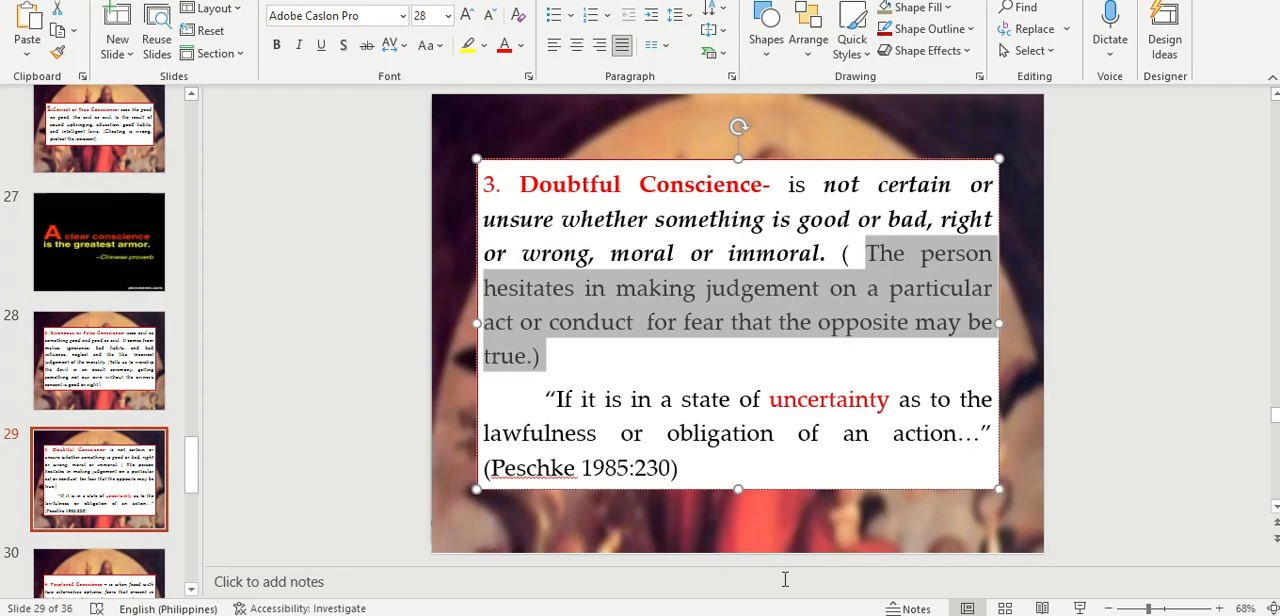 Layout
Adobe Caslon Pro
28
Shape Fill
Find
Paste
New
Slide
Reuse
Slides
Reset
Section
B I U S ab AV Aa A
Shapes
Arrange
Quick
Styles
Shape Outline
Shape Effects
Replace
Select
Dictate
Design
Ideas
Clipboard
Slides
Font
Paragraph
Drawing
Editing
Voice
Designer
27
A clear conscience
is the greatest armor.
--Chinese proverb
28
29
30
3. Doubtful Conscience- is not certain or
unsure whether something is good or bad, right
or wrong, moral or immoral. ( The person
hesitates in making judgement on a particular
act or conduct for fear that the opposite may be
true.)
“If it is in a state of uncertainty as to the
lawfulness or obligation of an action…”
(Peschke 1985:230)
Click to add notes
Slide 29 of 36
English (Philippines)
Accessibility: Investigate
Notes
68%